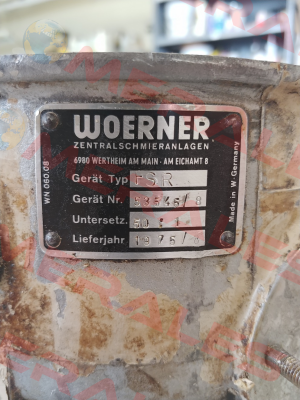 WOERNER
ZENTRALSCHMIERANLAGEN
6980 WERTHEIM AM MAIN · AM EICHAMT 8
Gerät Typ FSR
Gerät Nr.
Untersetz.
Lieferjahr 1976/
WN 060.08
Made in W. Germany